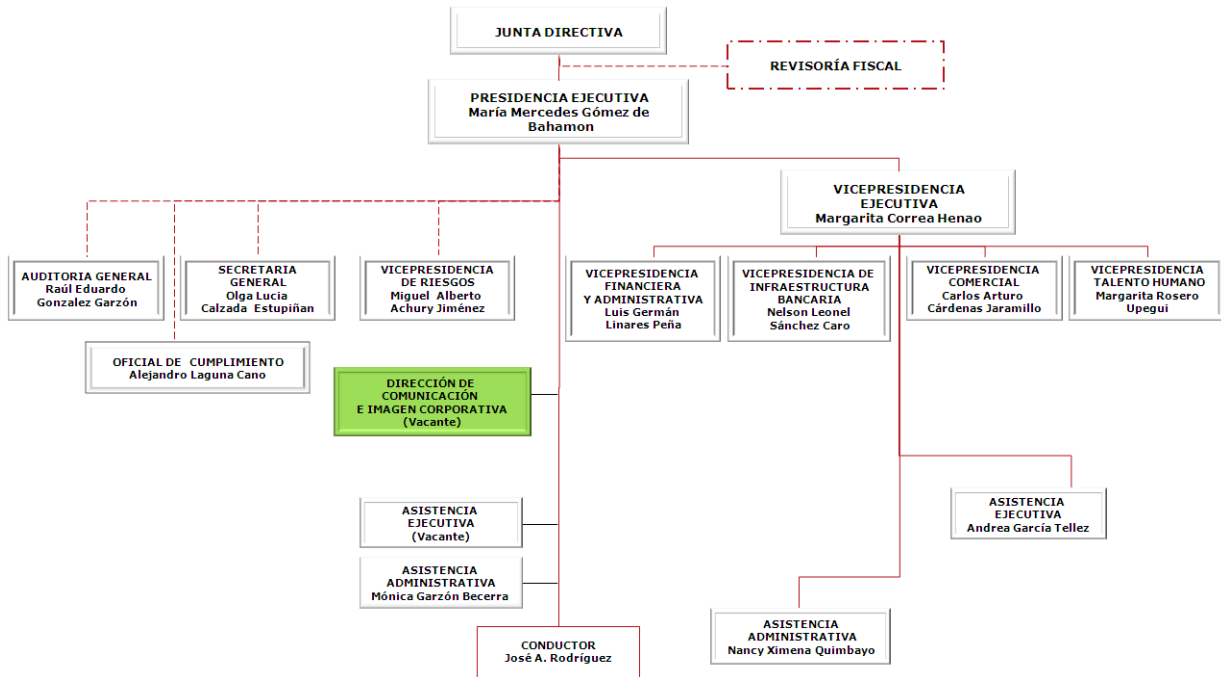 JUNTA DIRECTIVA
REVISORÍA FISCAL
PRESIDENCIA EJECUTIVA
María Mercedes Gómez de
Bahamon
VICEPRESIDENCIA
EJECUTIVA
Margarita Correa Henao
AUDITORIA GENERAL
Raúl Eduardo
Gonzalez Garzón
SECRETARIA
GENERAL
Olga Lucia
Calzada Estupiñan
VICEPRESIDENCIA
DE RIESGOS
Miguel Alberto
Achury Jiménez
VICEPRESIDENCIA
FINANCIERA
Y ADMINISTRATIVA
Luis Germán
Linares Peña
VICEPRESIDENCIA DE
INFRAESTRUCTURA
BANCARIA
Nelson Leonel
Sánchez Caro
VICEPRESIDENCIA
COMERCIAL
Carlos Arturo
Cárdenas Jaramillo
VICEPRESIDENCIA
TALENTO HUMANO
Margarita Rosero
Upegui
OFICIAL DE CUMPLIMIENTO
Alejandro Laguna Cano
DIRECCIÓN DE
COMUNICACIÓN
E IMAGEN CORPORATIVA
(Vacante)
ASISTENCIA
EJECUTIVA
(Vacante)
ASISTENCIA
EJECUTIVA
Andrea García Tellez
ASISTENCIA
ADMINISTRATIVA
Mónica Garzón Becerra
ASISTENCIA
ADMINISTRATIVA
Nancy Ximena Quimbayo
CONDUCTOR
José A. Rodríguez